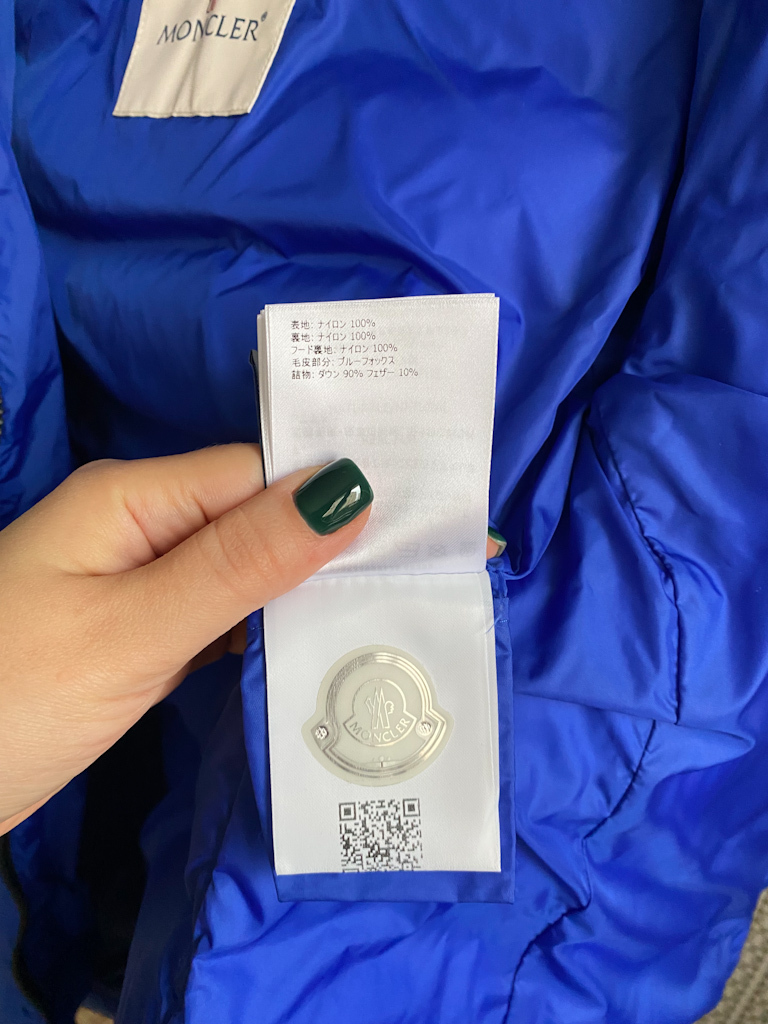 MONCLER®
表地: ナイロン 100%
裏地: ナイロン 100%
フード裏地: ナイロン 100%
毛皮部分: ブルーフォックス
詰物: ダウン 90% フェザー 10%
MONCLER